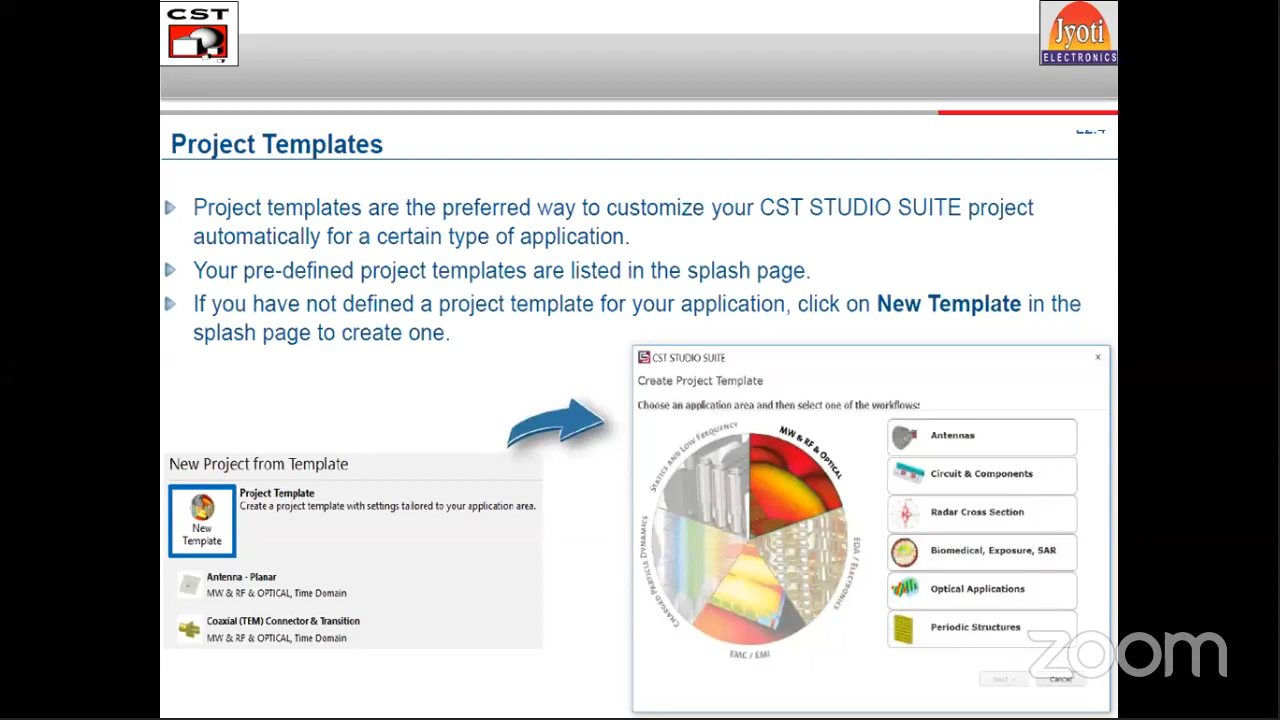 CST
Jyoti
ELECTRONICS
Project Templates
Project templates are the preferred way to customize your CST STUDIO SUITE project
automatically for a certain type of application.
Your pre-defined project templates are listed in the splash page.
If you have not defined a project template for your application, click on New Template in the
splash page to create one.
CST STUDIO SUITE
x
Create Project Template
Choose an application area and then select one of the workflows:
STATICS AND LOW FREQUENCY
MW & RF & OPTICAL
EDA / ELECTRONICS
EMC / EMI
CHARGED PARTICLE DYNAMICS
Antennas
Circuit & Components
Radar Cross Section
Biomedical, Exposure, SAR
Optical Applications
Periodic Structures
Next >
Cancel
New Project from Template
New
Template
Project Template
Create a project template with settings tailored to your application area.
Antenna - Planar
MW & RF & OPTICAL, Time Domain
Coaxial (TEM) Connector & Transition
MW & RF & OPTICAL, Time Domain
zoom